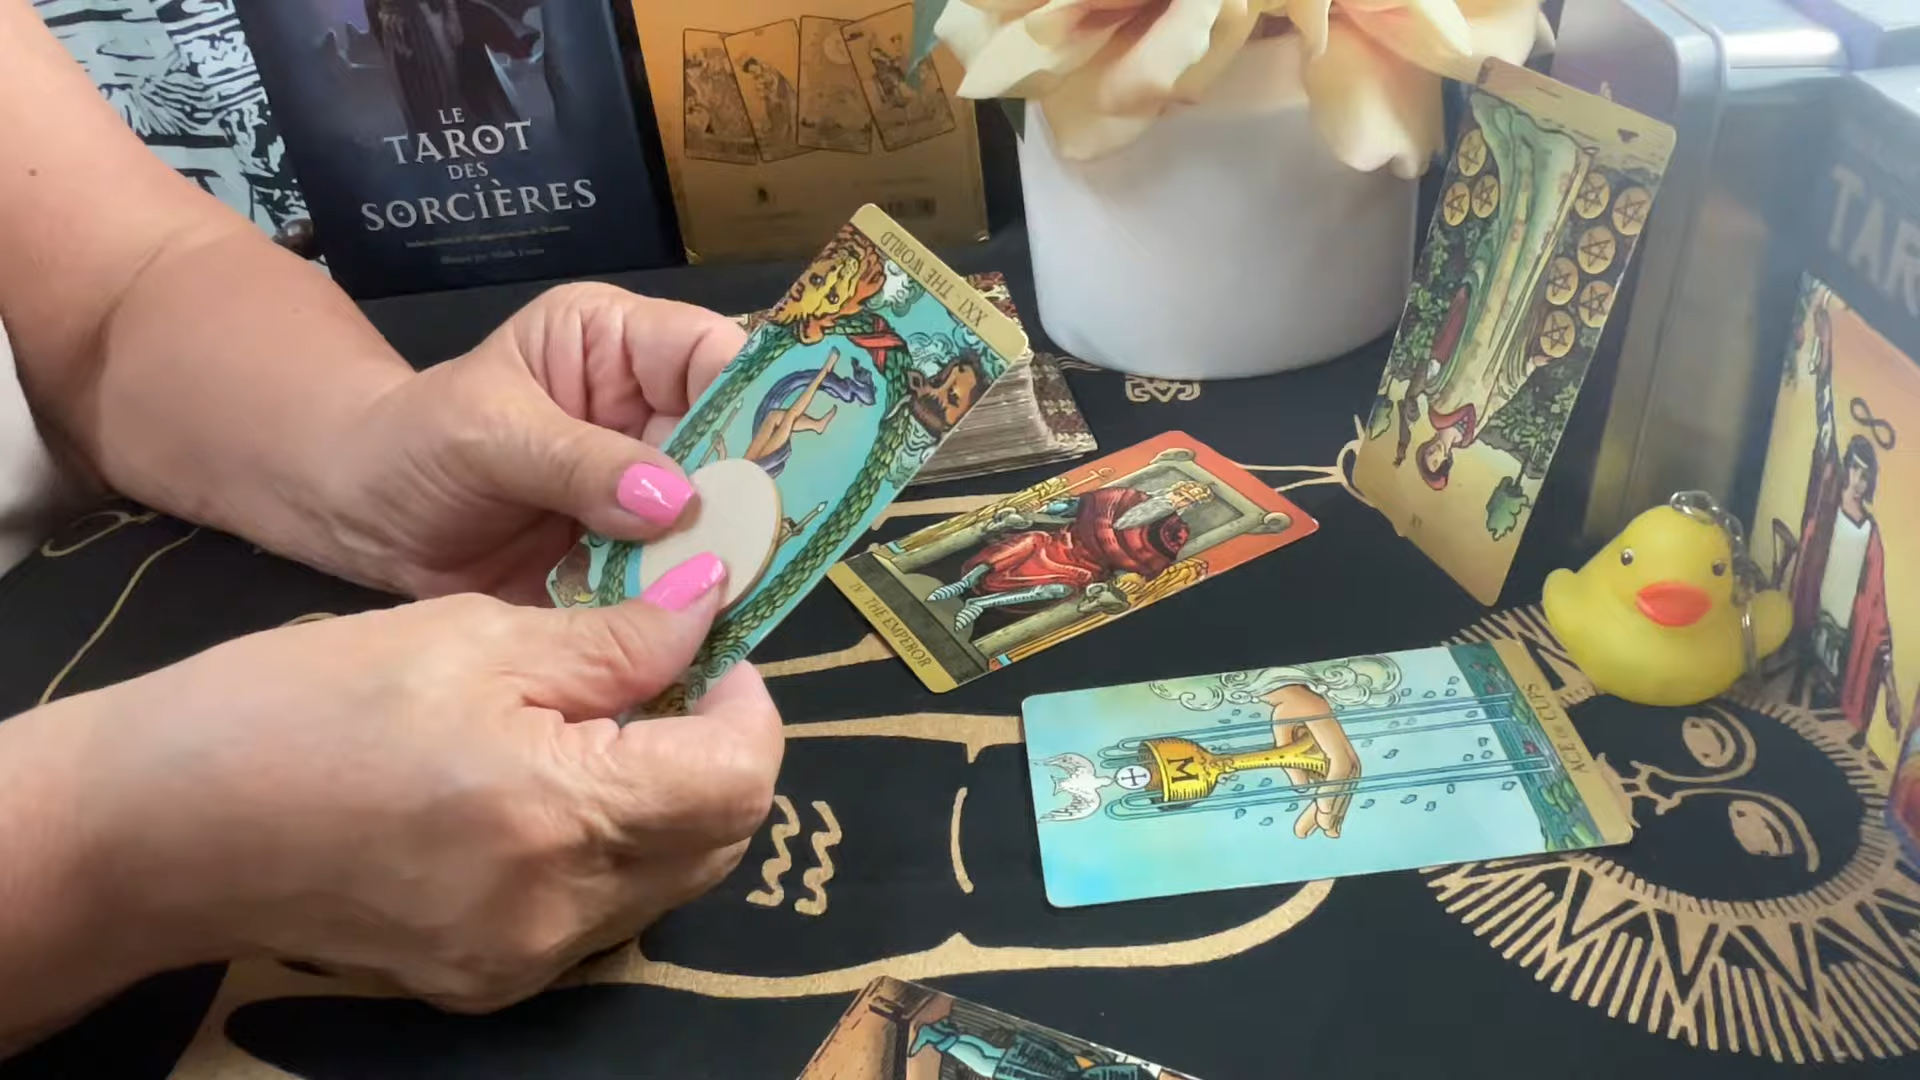 LE
TAROT
DES
SORCIÈRES
XXI · THE WORLD
IV · THE EMPEROR
ACE OF CUPS
M
TAR